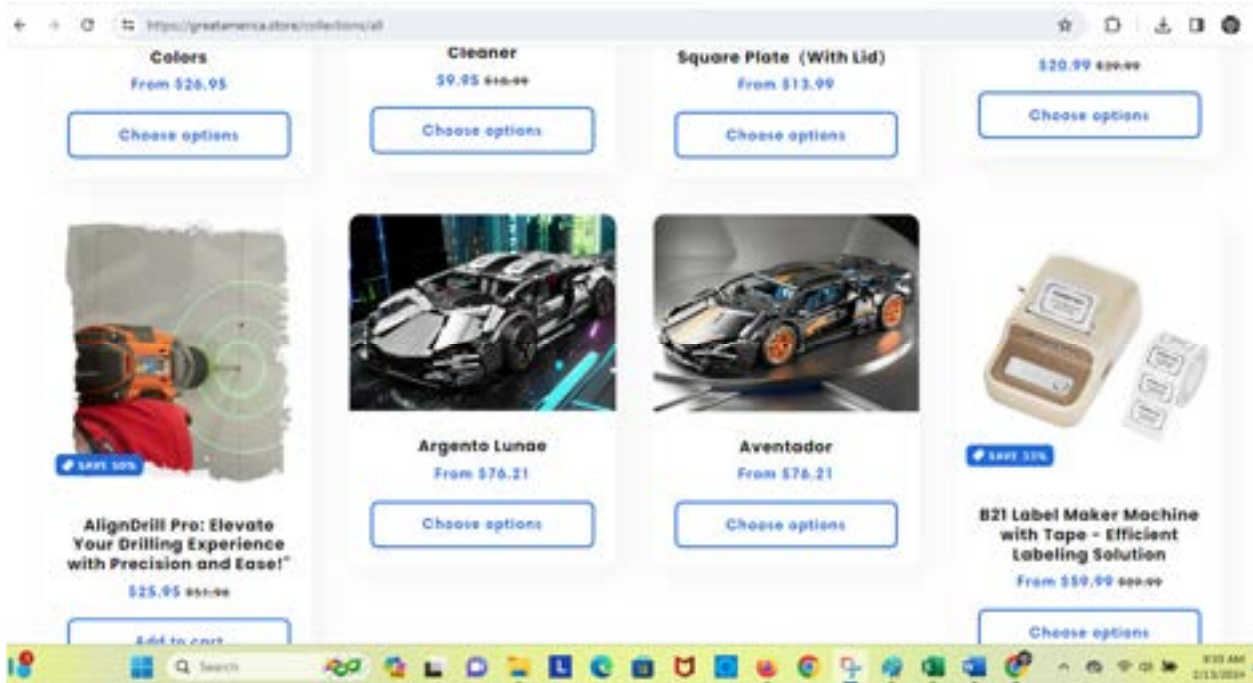 https://greatamerica.store/collections/all
Colors
From $26.95
Choose options
Cleaner
$9.95
Choose options
Square Plate (With Lid)
From $13.99
Choose options
$20.99 $39.99
Choose options
SAVE 50%
AlignDrill Pro: Elevate
Your Drilling Experience
with Precision and Ease!"
$25.95 $51.90
Add to cart
Argento Lunae
From $76.21
Choose options
Aventador
From $76.21
Choose options
SAVE 33%
B21 Label Maker Machine
with Tape - Efficient
Labeling Solution
From $59.99 $89.99
Choose options
Search
2/13/2024